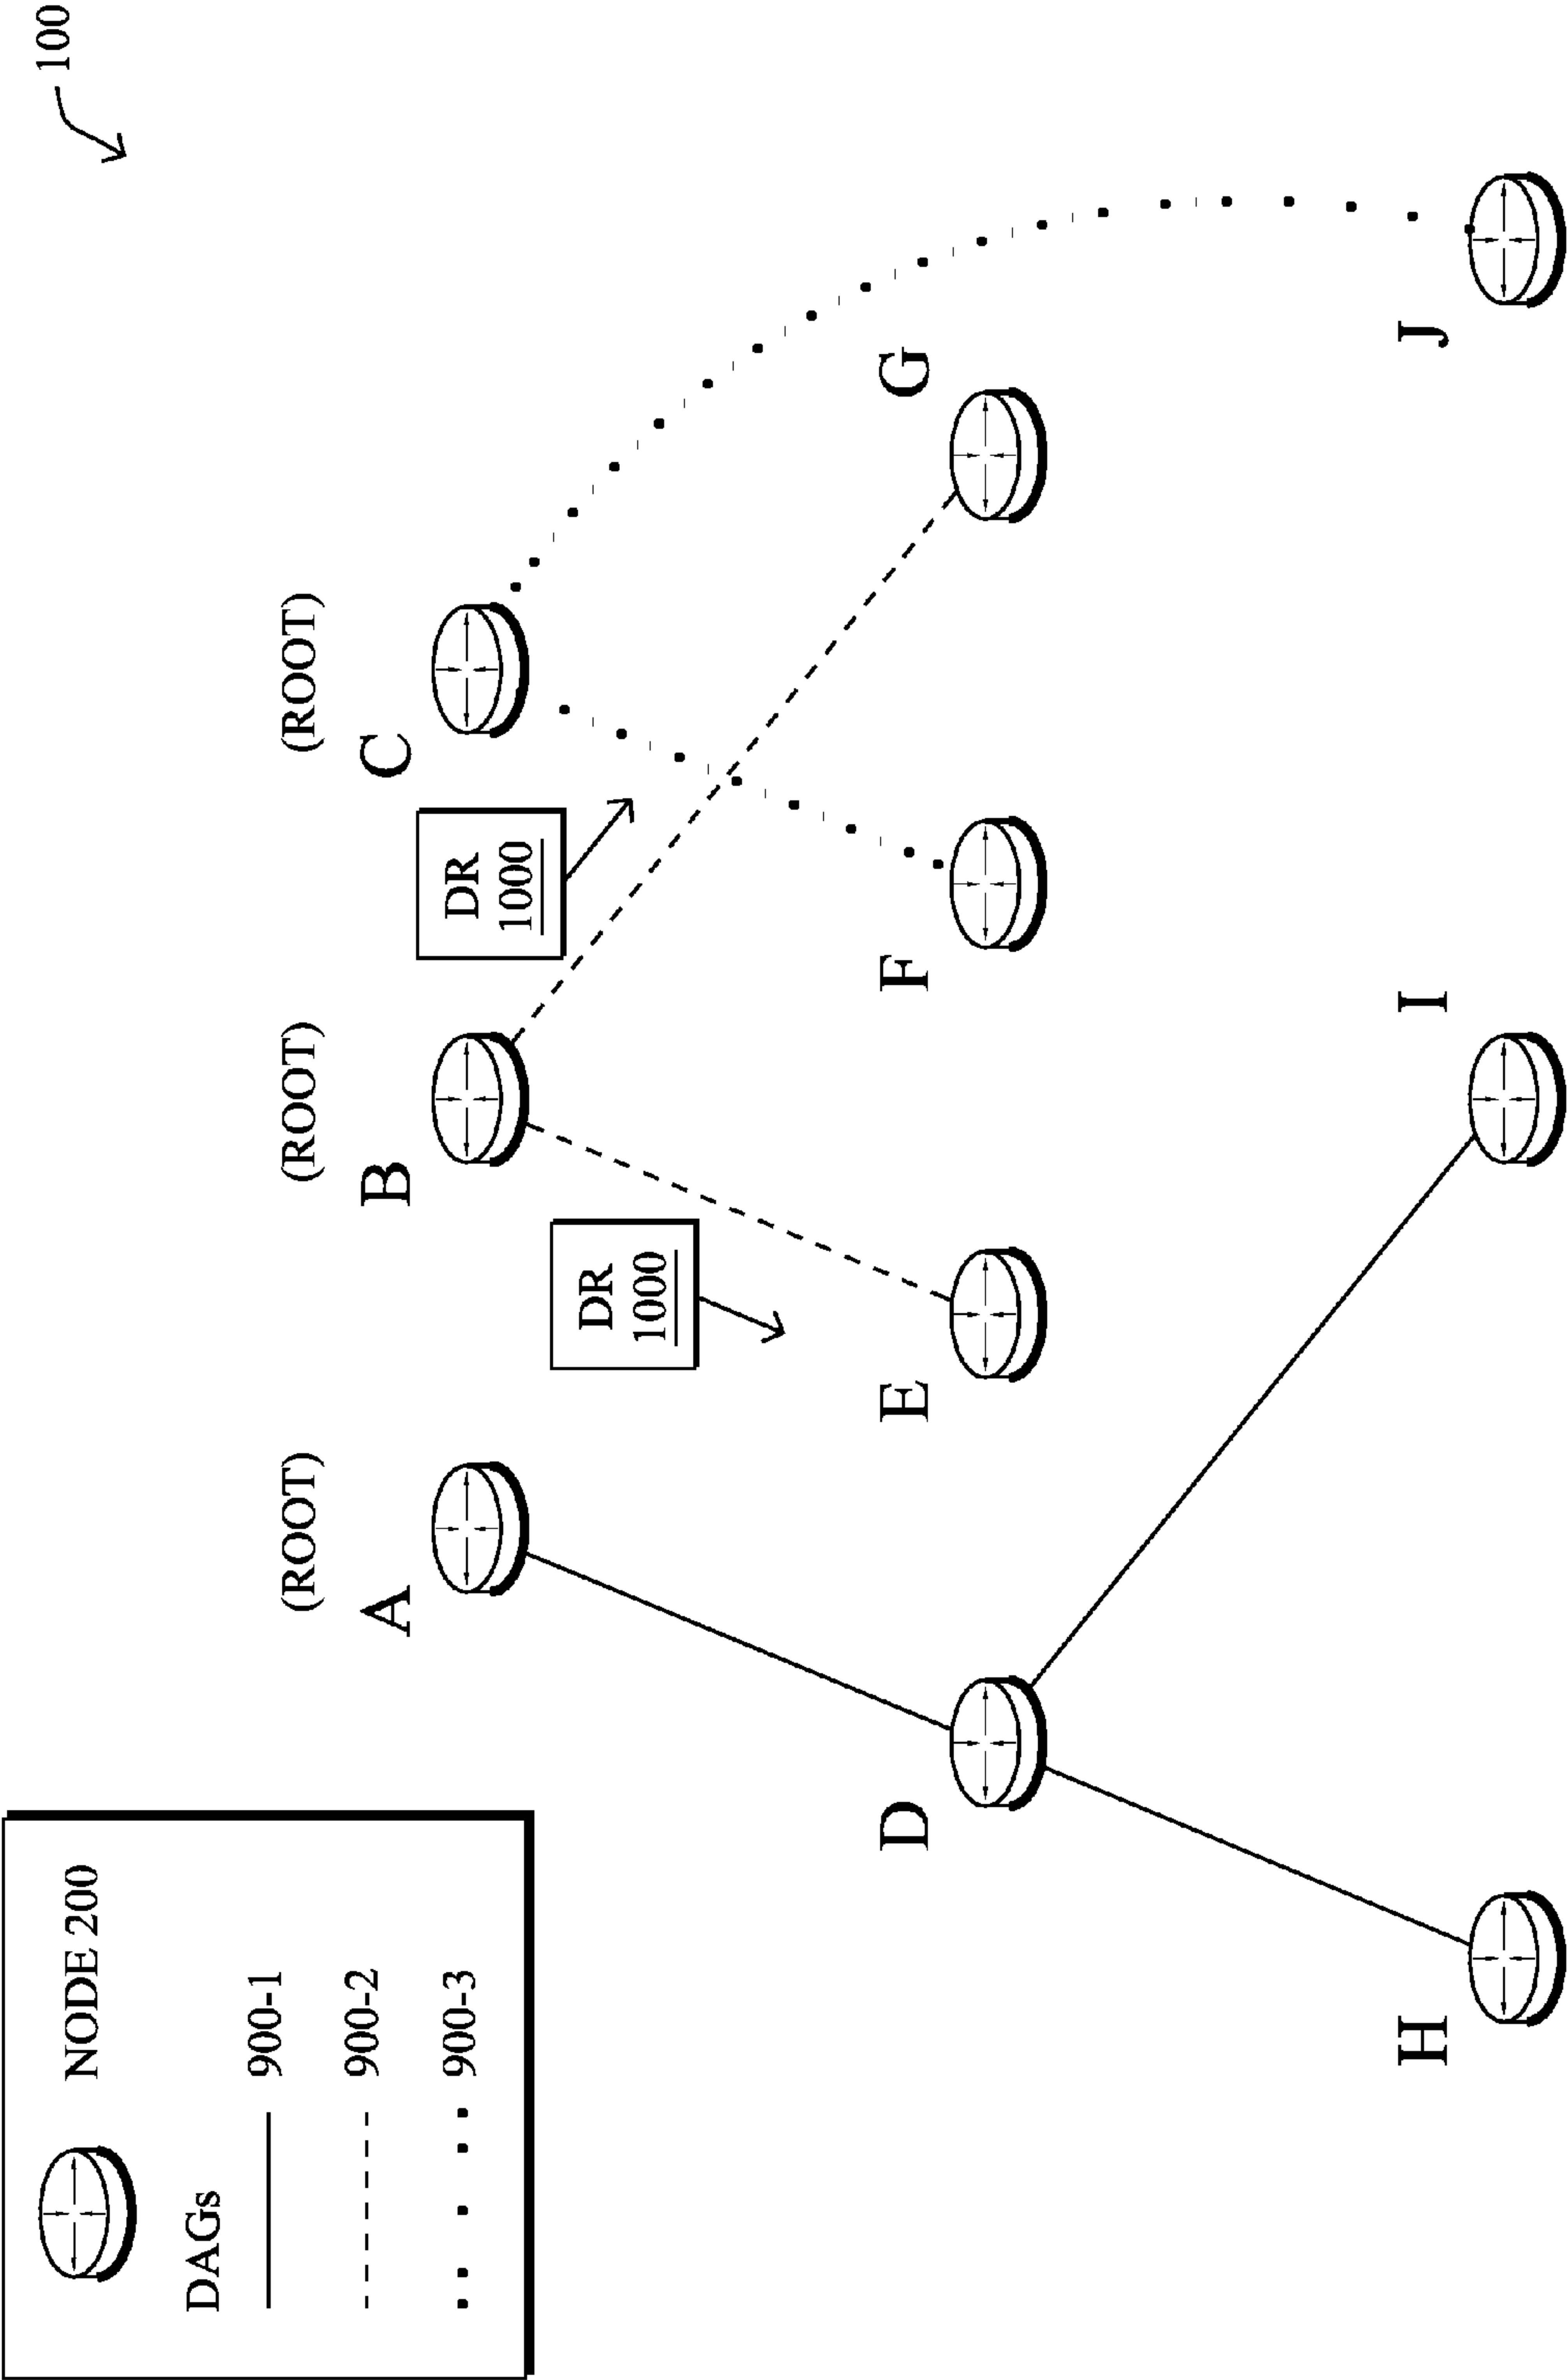 100
NODE 200
DAGs
900-1
900-2
900-3
(ROOT)
(ROOT)
(ROOT)
A
B
C
DR
1000
DR
1000
D
E
F
G
H
I
J